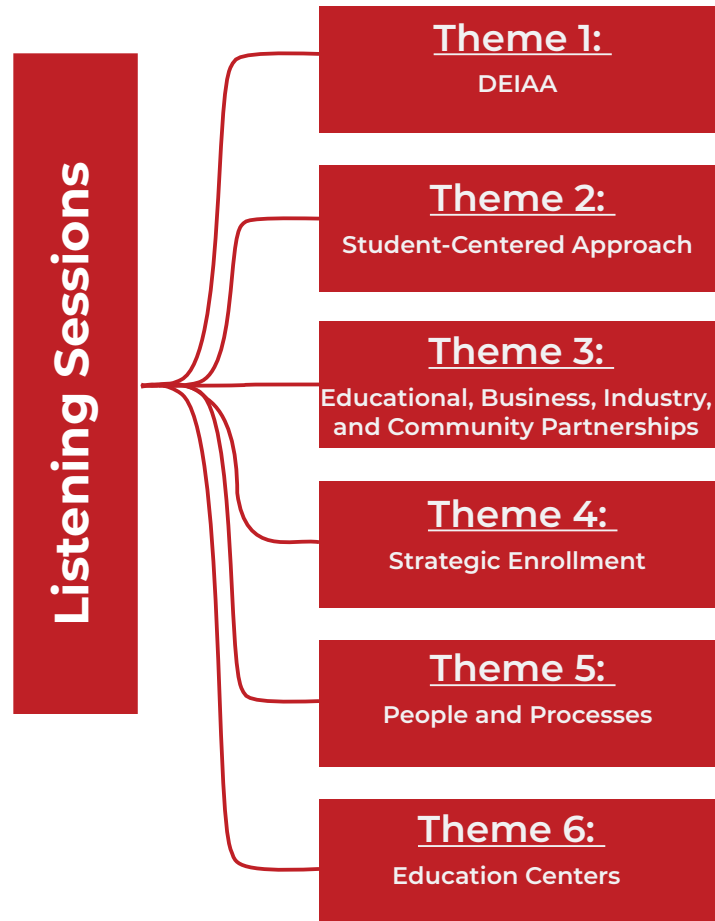 Listening Sessions
Theme 1:
DEIAA
Theme 2:
Student-Centered Approach
Theme 3:
Educational, Business, Industry,
and Community Partnerships
Theme 4:
Strategic Enrollment
Theme 5:
People and Processes
Theme 6:
Education Centers